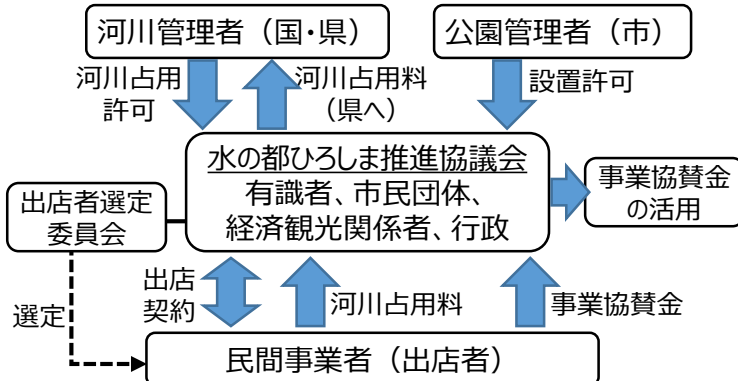 河川管理者（国・県）
公園管理者（市）
河川占用
許可
河川占用料
（県へ）
設置許可
水の都ひろしま推進協議会
有識者、市民団体、
経済観光関係者、行政
出店者選定
委員会
事業協賛金
の活用
選定
出店
契約
河川占用料
事業協賛金
民間事業者（出店者）